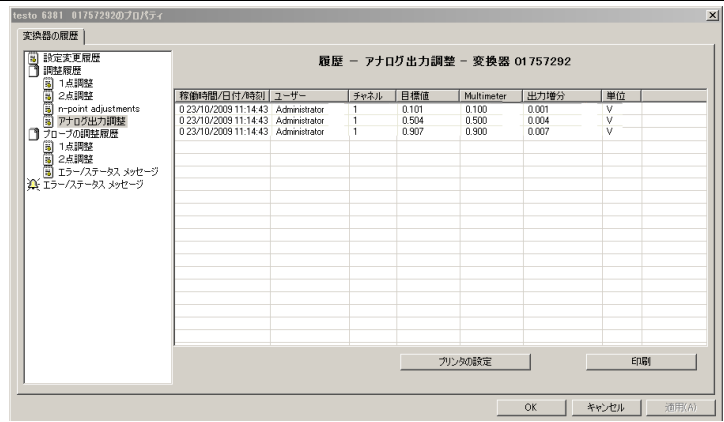 testo 6381 01757292のプロパティ
変換器の履歴
設定変更履歴
調整履歴
1点調整
2点調整
n-point adjustments
アナログ出力調整
プローブの調整履歴
1点調整
2点調整
エラー/ステータス メッセージ
エラー/ステータス メッセージ
履歴 - アナログ出力調整 - 変換器 01757292
稼働時間/日付/時刻 ユーザー チャネル 目標値 Multimeter 出力増分 単位
0 23/10/2009 11:14:43 Administrator 1 0.101 0.100 0.001 V
0 23/10/2009 11:14:43 Administrator 1 0.504 0.500 0.004 V
0 23/10/2009 11:14:43 Administrator 1 0.907 0.900 0.007 V
プリンタの設定 印刷
OK キャンセル 適用(A)